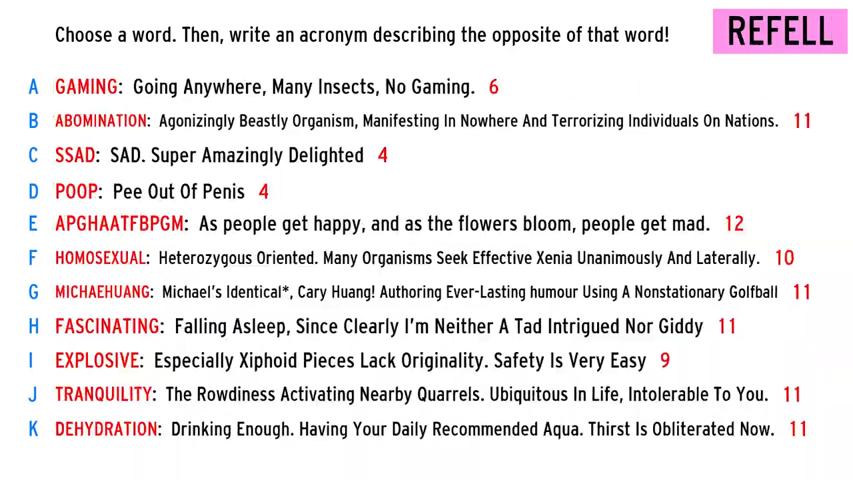 Choose a word. Then, write an acronym describing the opposite of that word!
REFELL
A GAMING: Going Anywhere, Many Insects, No Gaming. 6
B ABOMINATION: Agonizingly Beastly Organism, Manifesting In Nowhere And Terrorizing Individuals On Nations. 11
C SSAD: SAD. Super Amazingly Delighted 4
D POOP: Pee Out Of Penis 4
E APGHAATFBPGM: As people get happy, and as the flowers bloom, people get mad. 12
F HOMOSEXUAL: Heterozygous Oriented. Many Organisms Seek Effective Xenia Unanimously And Laterally. 10
G MICHAEHUANG: Michael's Identical*, Cary Huang! Authoring Ever-Lasting humour Using A Nonstationary Golfball 11
H FASCINATING: Falling Asleep, Since Clearly I'm Neither A Tad Intrigued Nor Giddy 11
I EXPLOSIVE: Especially Xiphoid Pieces Lack Originality. Safety Is Very Easy 9
J TRANQUILITY: The Rowdiness Activating Nearby Quarrels. Ubiquitous In Life, Intolerable To You. 11
K DEHYDRATION: Drinking Enough. Having Your Daily Recommended Aqua. Thirst Is Obliterated Now. 11